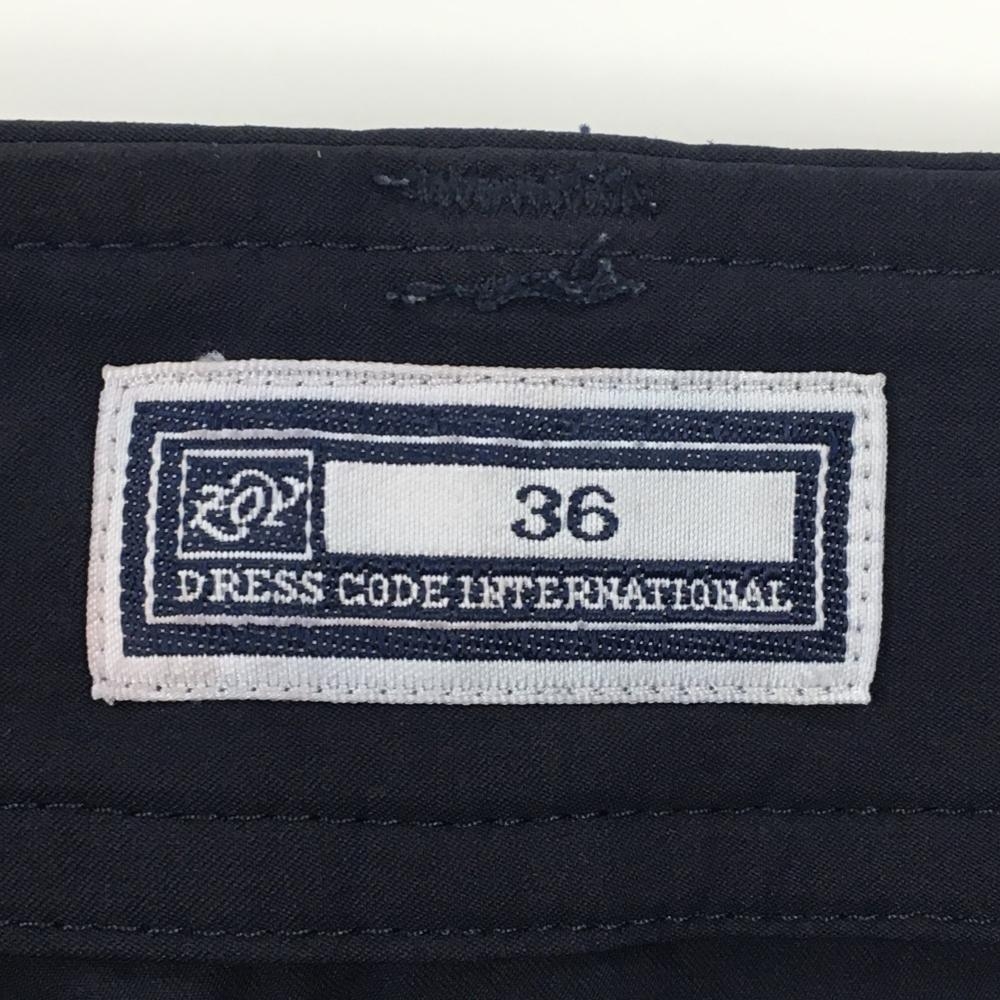 36
DRESS CODE INTERNATIONAL